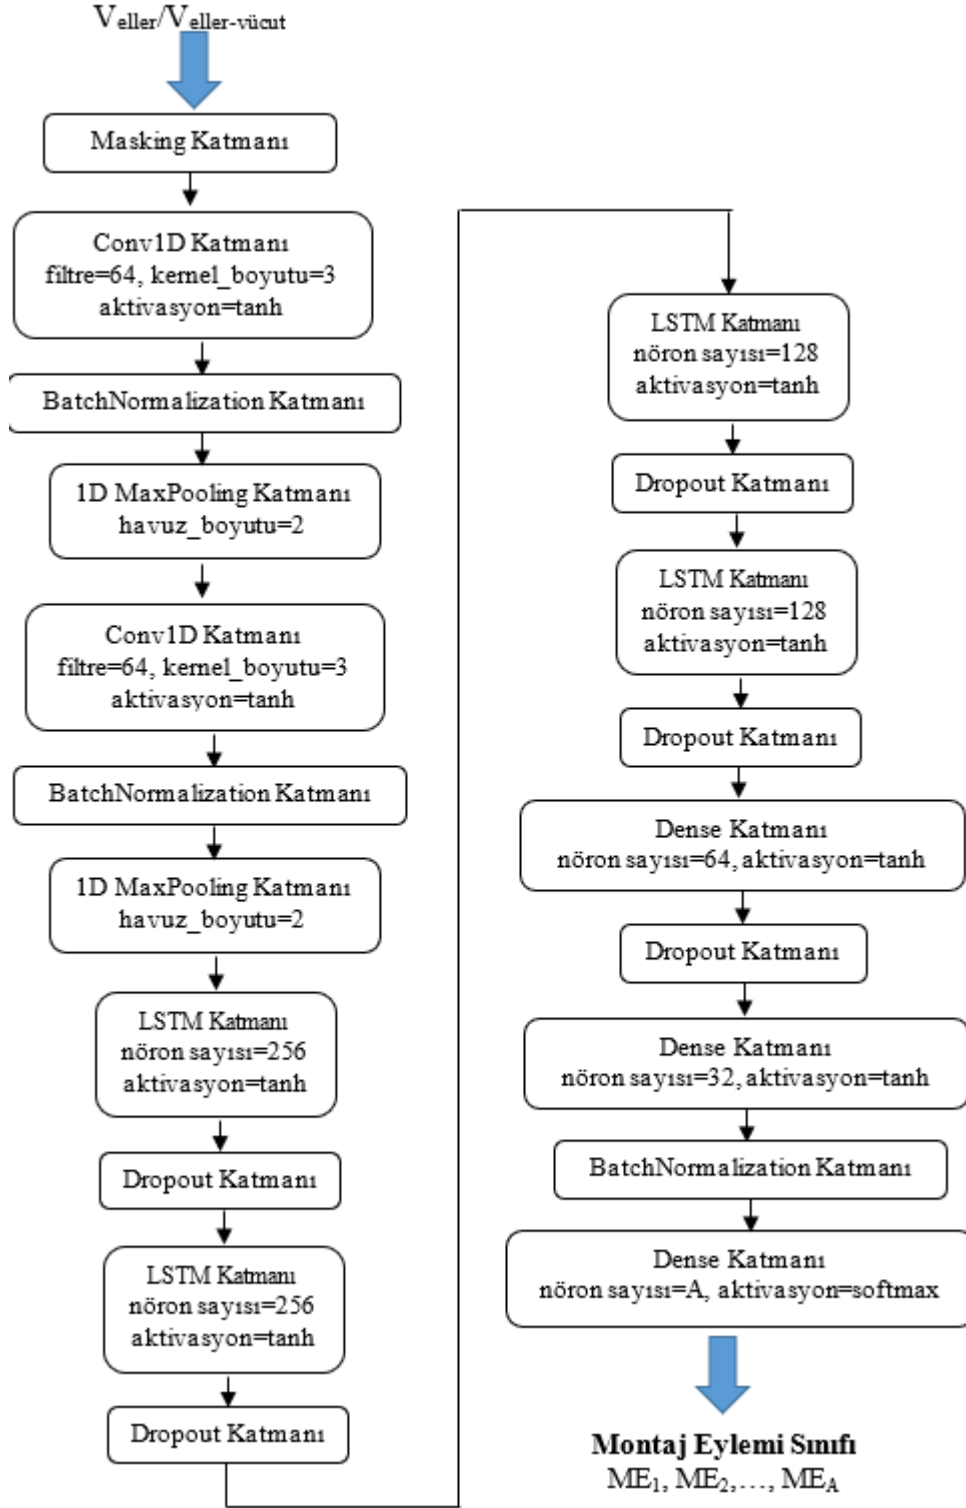 Veller/Veller-vücut
Masking Katmanı
Conv1D Katmanı
filtre=64, kernel_boyutu=3
aktivasyon=tanh
BatchNormalization Katmanı
1D MaxPooling Katmanı
havuz_boyutu=2
Conv1D Katmanı
filtre=64, kernel_boyutu=3
aktivasyon=tanh
BatchNormalization Katmanı
1D MaxPooling Katmanı
havuz_boyutu=2
LSTM Katmanı
nöron sayısı=256
aktivasyon=tanh
Dropout Katmanı
LSTM Katmanı
nöron sayısı=256
aktivasyon=tanh
Dropout Katmanı
LSTM Katmanı
nöron sayısı=128
aktivasyon=tanh
Dropout Katmanı
LSTM Katmanı
nöron sayısı=128
aktivasyon=tanh
Dropout Katmanı
Dense Katmanı
nöron sayısı=64, aktivasyon=tanh
Dropout Katmanı
Dense Katmanı
nöron sayısı=32, aktivasyon=tanh
BatchNormalization Katmanı
Dense Katmanı
nöron sayısı=A, aktivasyon=softmax
Montaj Eylemi Sınıfı
ME1, ME2,…, MEA